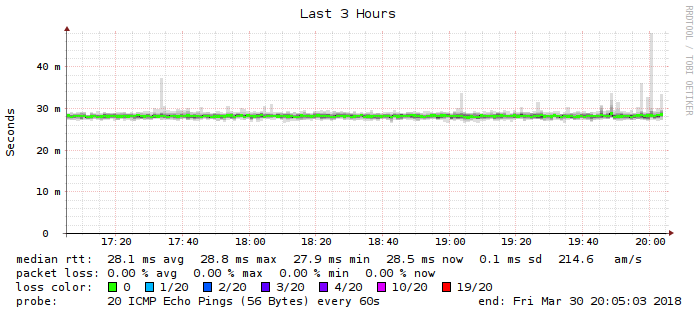 Last 3 Hours
RRDTOOL / TOBI OETIKER
Seconds
40 m
30 m
20 m
10 m
0
17:20 17:40 18:00 18:20 18:40 19:00 19:20 19:40 20:00
median rtt: 28.1 ms avg 28.8 ms max 27.9 ms min 28.5 ms now 0.1 ms sd 214.6 am/s
packet loss: 0.00 % avg 0.00 % max 0.00 % min 0.00 % now
loss color: 0 1/20 2/20 3/20 4/20 10/20 19/20
probe: 20 ICMP Echo Pings (56 Bytes) every 60s end: Fri Mar 30 20:05:03 2018